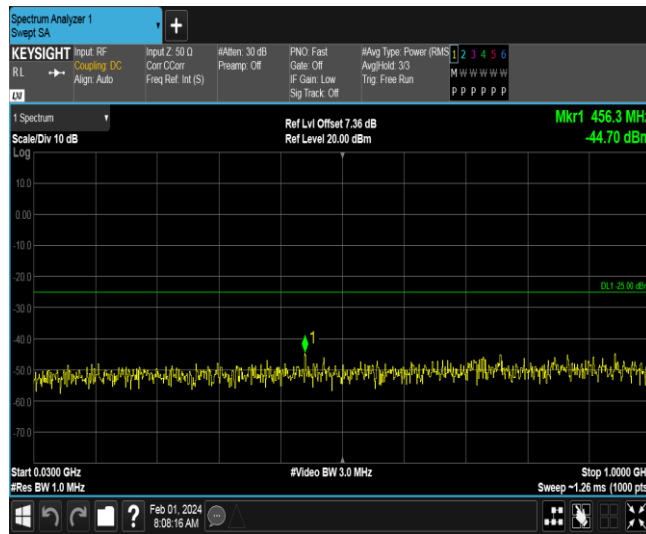 Spectrum Analyzer 1
Swept SA
+
KEYSIGHT
RL
LXI
Input: RF
Coupling: DC
Align: Auto
Input Z: 50 Ω
Corr CCorr
Freq Ref: Int (S)
#Atten: 30 dB
Preamp: Off
PNO: Fast
Gate: Off
IF Gain: Low
Sig Track: Off
#Avg Type: Power (RMS
Avg|Hold: 3/3
Trig: Free Run
1 2 3 4 5 6
M W W W W W
P P P P P P
1 Spectrum
Scale/Div 10 dB
Log
Ref Lvl Offset 7.36 dB
Ref Level 20.00 dBm
Mkr1 456.3 MHz
-44.70 dBm
10.0
0.00
-10.0
-20.0
-30.0
-40.0
-50.0
-60.0
-70.0
DL1 -25.00 dBm
1
Start 0.0300 GHz
#Res BW 1.0 MHz
#Video BW 3.0 MHz
Stop 1.0000 GH
Sweep ~1.26 ms (1000 pts
?
Feb 01, 2024
8:08:16 AM